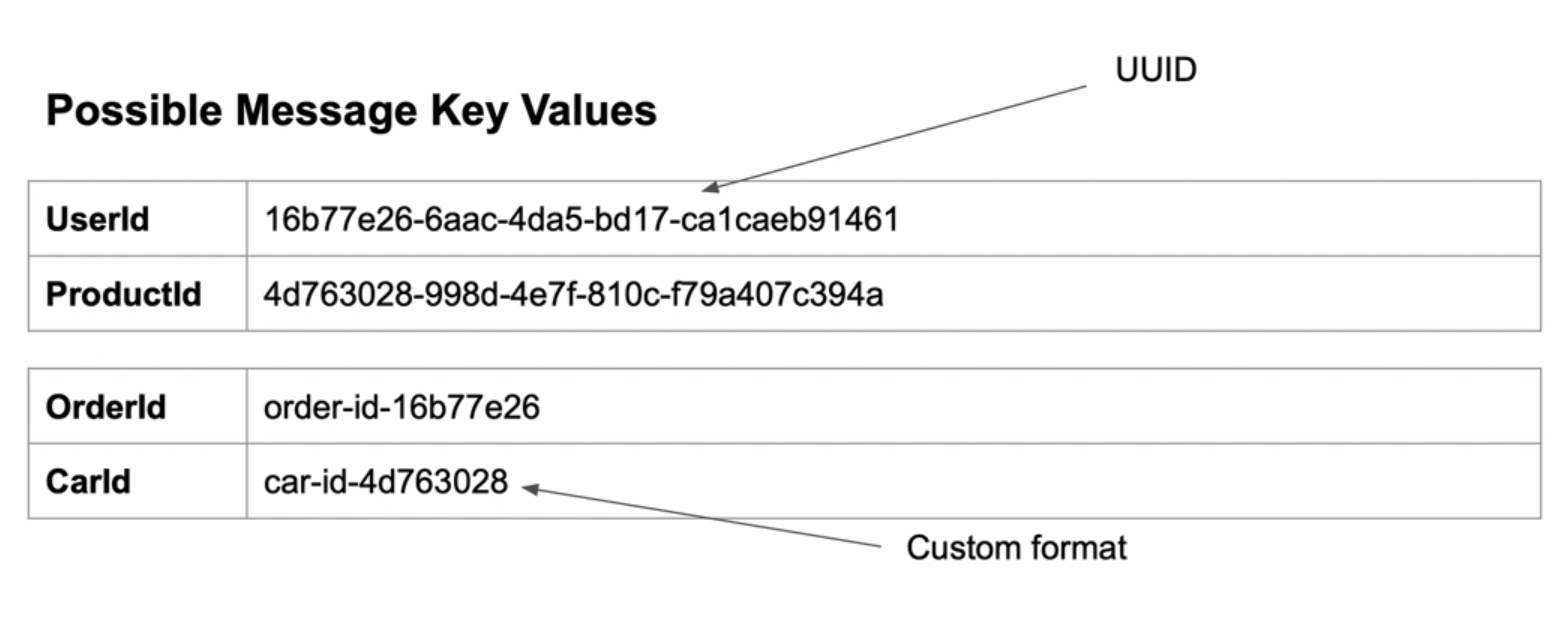 UUID
Possible Message Key Values
UserId 16b77e26-6aac-4da5-bd17-ca1caeb91461
ProductId 4d763028-998d-4e7f-810c-f79a407c394a
OrderId order-id-16b77e26
CarId car-id-4d763028
Custom format